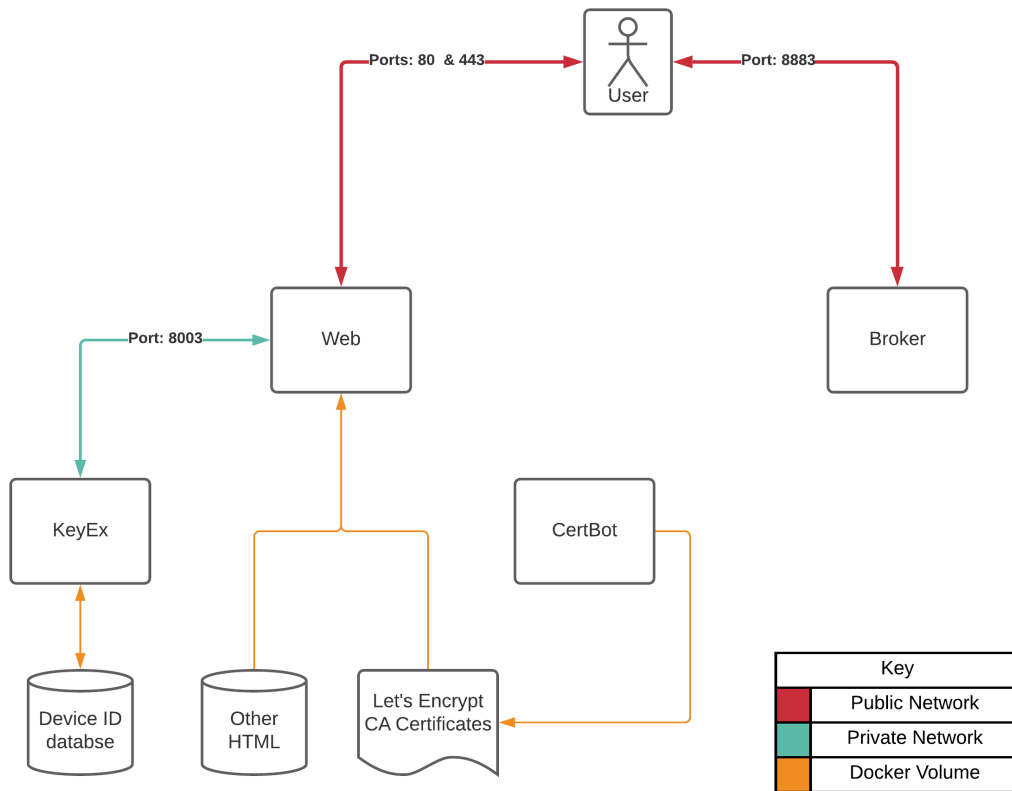 Ports: 80 & 443
Port: 8883
User
Web
Broker
Port: 8003
KeyEx
CertBot
Device ID
databse
Other
HTML
Let's Encrypt
CA Certificates
Key
Public Network
Private Network
Docker Volume